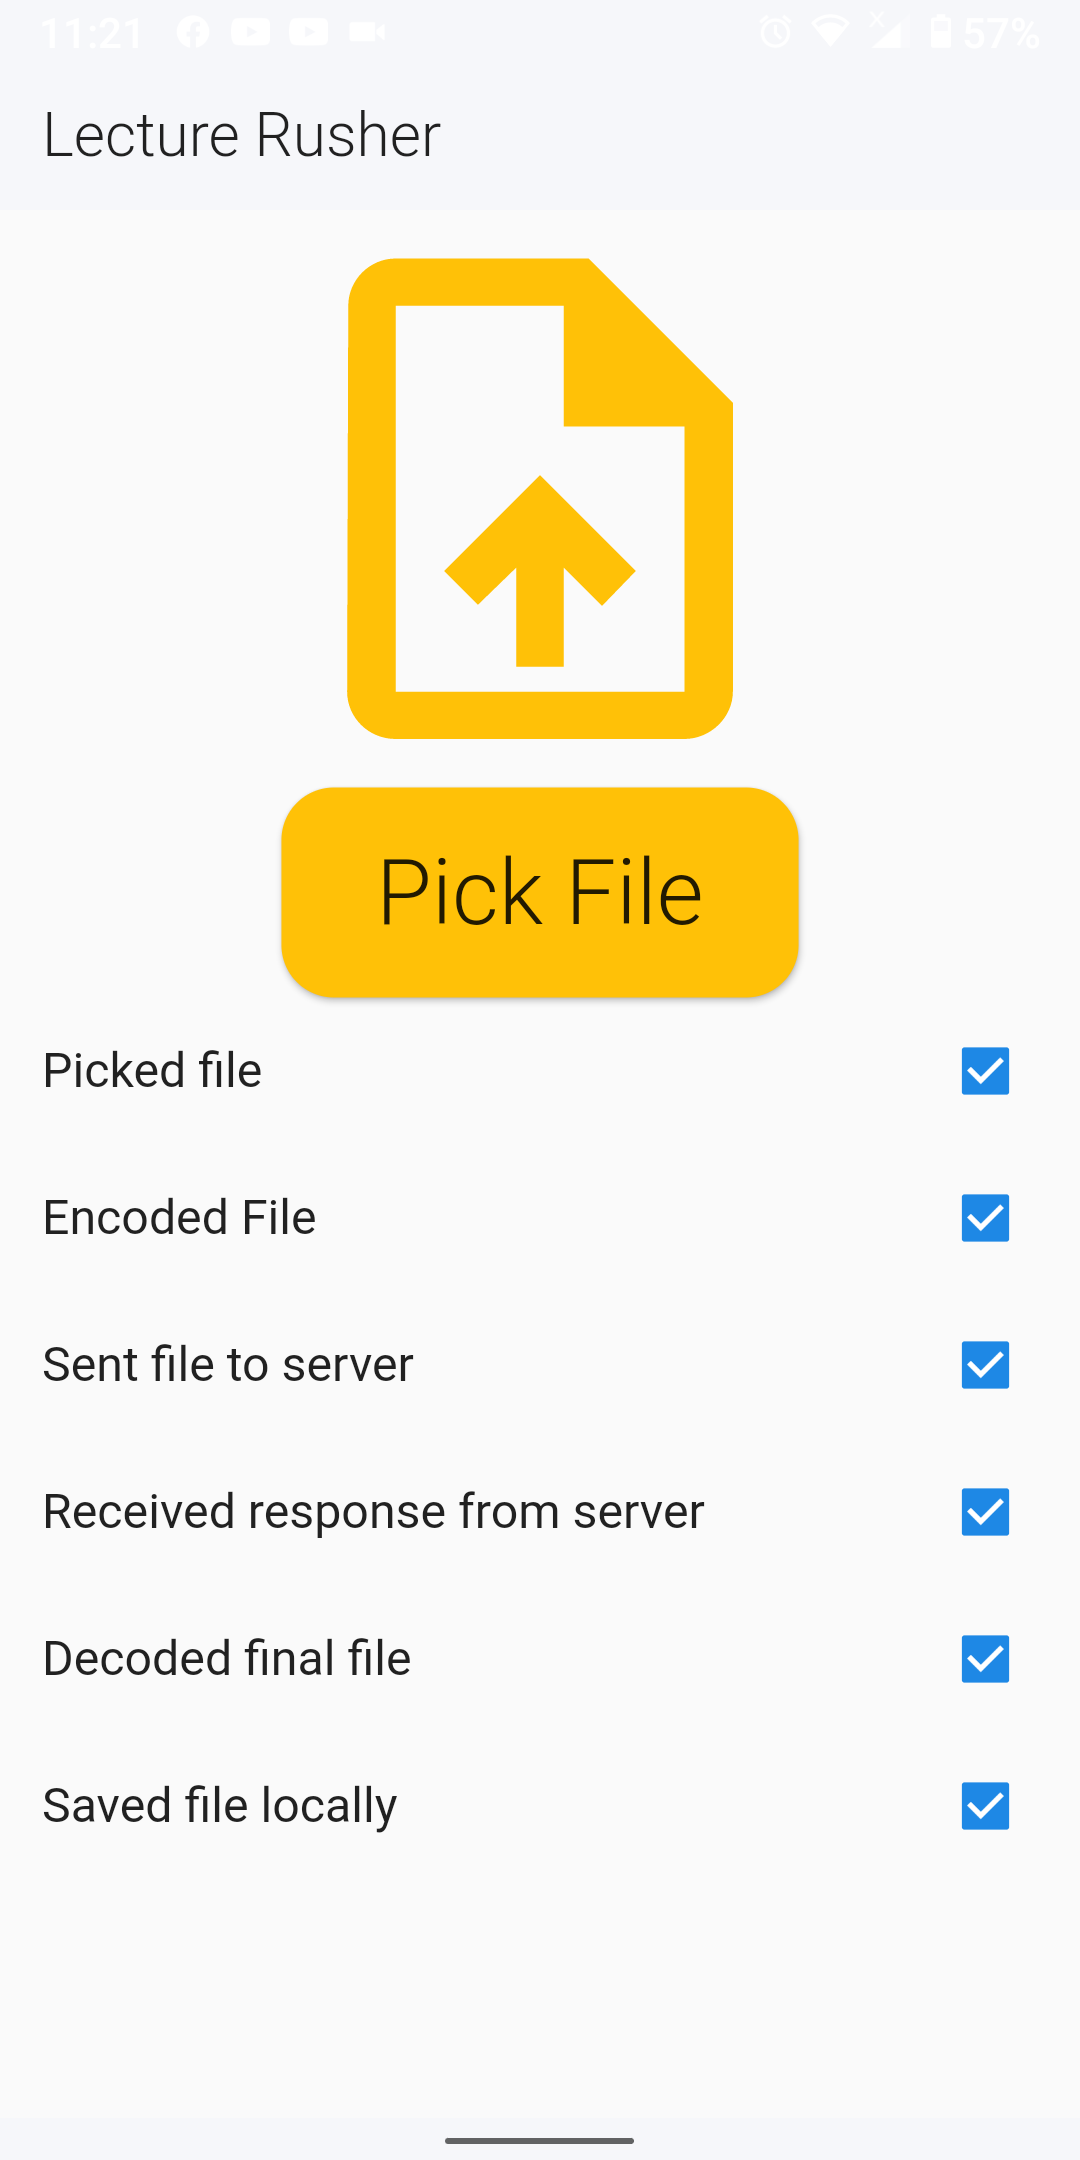 11:21 57%
Lecture Rusher
Pick File
Picked file
Encoded File
Sent file to server
Received response from server
Decoded final file
Saved file locally